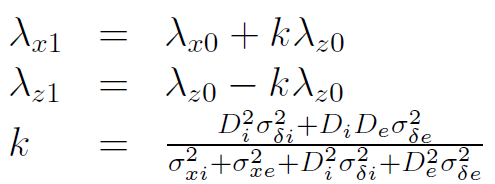 λ_{x1} = λ_{x0} + kλ_{z0}
λ_{z1} = λ_{z0} − kλ_{z0}
k = \frac{D_i^2 σ_{δi}^2 + D_i D_e σ_{δe}^2}{σ_{xi}^2 + σ_{xe}^2 + D_i^2 σ_{δi}^2 + D_e^2 σ_{δe}^2}